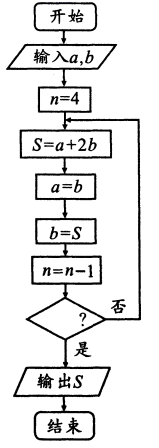 开始
输入a,b
n=4
S=a+2b
a=b
b=S
n=n-1
?
否
是
输出S
结束